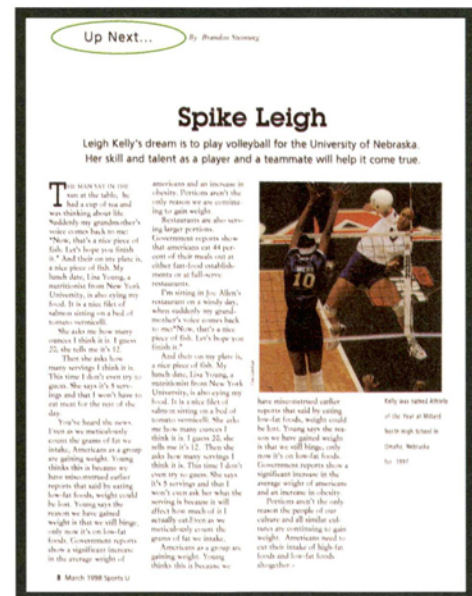 Up Next...
By Brandon
Spike Leigh
Leigh Kelly's dream is to play volleyball for the University of Nebraska.
Her skill and talent as a player and a teammate will help it come true.
THE MAN SAT IN THE
sun at the table, he
had a cup of tea and
was thinking about life.
Suddenly my grandmother's
voice comes back to me:
"Now, that's a nice piece of
fish. Let's hope you finish
it." And their on my plate is,
a nice piece of fish. My
lunch date, Lisa Young, a
nutritionist from New York
University, is also eying my
food. It is a nice filet of
salmon sitting on a bed of
tomato vermicelli.
She asks me how many
ounces I think it is. I guess
20, she tells me it's 12.
Then she asks how
many servings I think it is.
This time I don't even try to
guess. She says it's 5 serv-
ings and that I won't have to
eat meat for the rest of the
day.
You've heard the news.
Even as we meticulously
count the grams of fat we
intake, Americans as a group
are gaining weight. Young
thinks this is because we
have misconstrued earlier
reports that said by eating
low-fat foods, weight could
be lost. Young says the
reason we have gained
weight is that we still binge,
only now it's on low-fat
foods. Government reports
show a significant increase
in the average weight of
americans and an increase in
obesity. Portions aren't the
only reason we are continu-
ing to gain weight.
Restaurants are also serv-
ing larger portions.
Government reports show
that americans eat 44 per-
cent of their meals out at
either fast-food establish-
ments or at full-serve
restaurants.
I'm sitting in Joe Allen's
restaurant on a windy day,
when suddenly my grand-
mother's voice comes back
to me:"Now, that's a nice
piece of fish. Let's hope you
finish it."
And their on my plate is,
a nice piece of fish. My
lunch date, Lisa Young, a
nutritionist from New York
University, is also eying my
food. It is a nice filet of
salmon sitting on a bed of
tomato vermicelli. She asks
me how many ounces I
think it is. I guess 20, she
tells me it's 12. Then she
asks how many servings I
think it is. This time I don't
even try to guess. She says
it's 5 servings and that I
won't even ask her what the
serving is because it will
affect how much of it I
actually eat.Even as we
meticulously count the
grams of fat we intake,
Americans as a group are
gaining weight. Young
thinks this is because we
10
have misconstrued earlier
reports that said by eating
low-fat foods, weight could
be lost. Young says the rea-
son we have gained weight
is that we still binge, only
now it's on low-fat foods.
Government reports show a
significant increase in the
average weight of americans
and an increase in obesity.
Portions aren't the only
reason the people of our
culture and all similar cul-
tures are continuing to gain
weight. Americans need to
cut their intake of high-fat
foods and low-fat foods
altogether.
Kelly was named Athlete
of the Year at Millard
North High School in
Omaha, Nebraska
for 1997
8 March 1998 Sports U